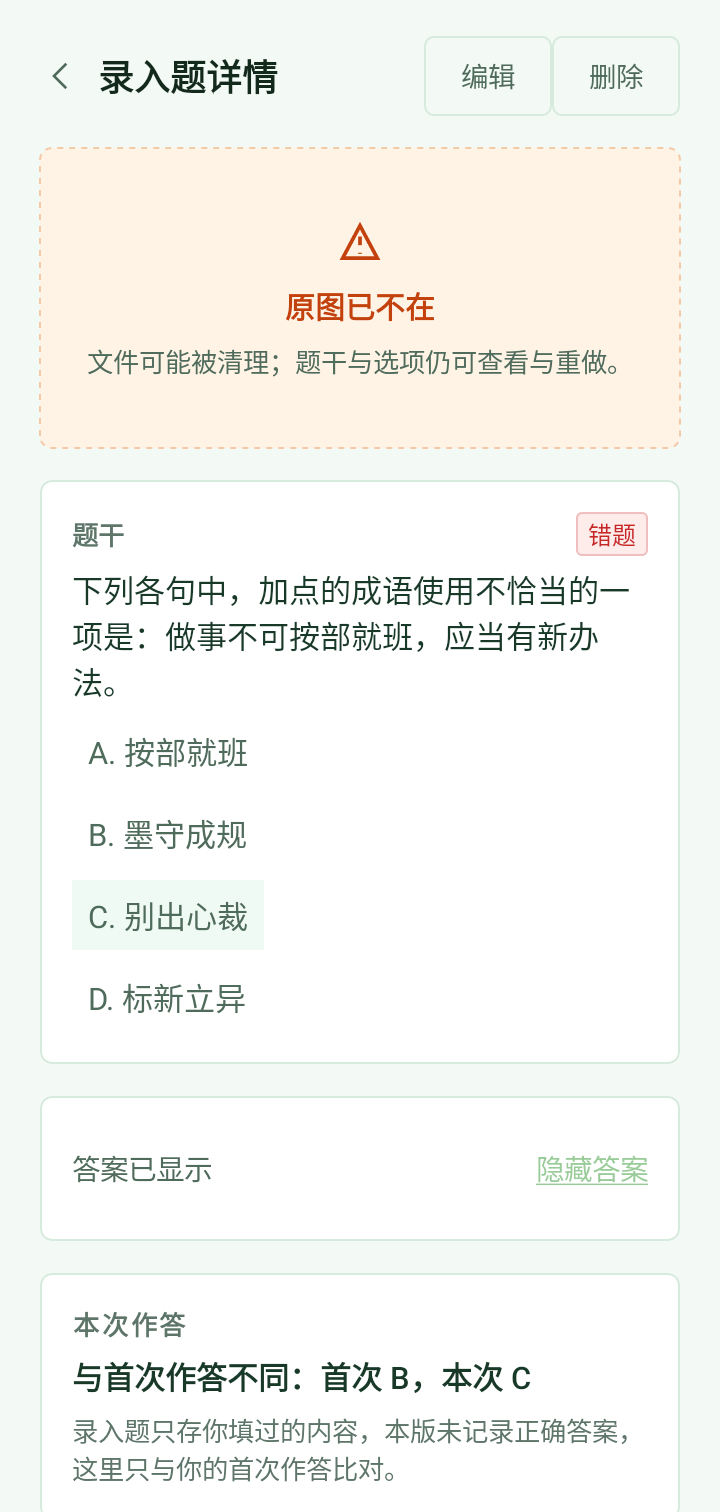 录入题详情
编辑
删除
原图已不在
文件可能被清理；题干与选项仍可查看与重做。
题干
错题
下列各句中，加点的成语使用不恰当的一
项是：做事不可按部就班，应当有新办
法。
A. 按部就班
B. 墨守成规
C. 别出心裁
D. 标新立异
答案已显示
隐藏答案
本次作答
与首次作答不同：首次 B，本次 C
录入题只存你填过的内容，本版未记录正确答案，
这里只与你的首次作答比对。